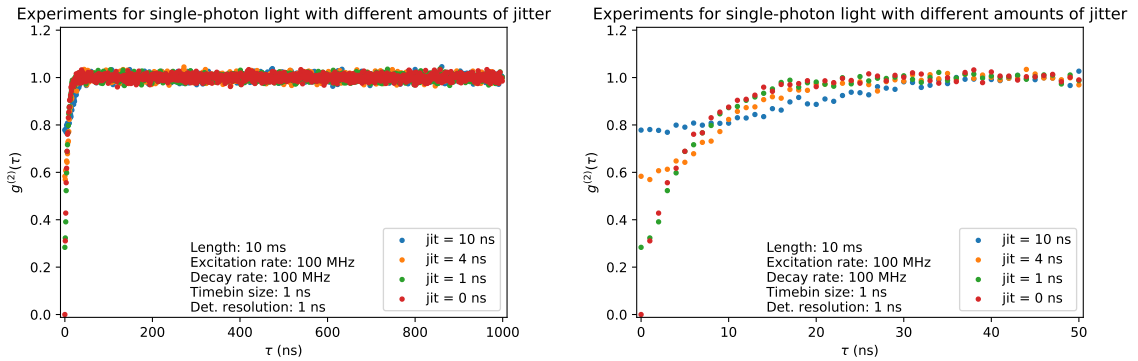 Experiments for single-photon light with different amounts of jitter
1.2
1.0
0.8
0.6
0.4
0.2
0.0
g⁽²⁾(τ)
Length: 10 ms
Excitation rate: 100 MHz
Decay rate: 100 MHz
Timebin size: 1 ns
Det. resolution: 1 ns
jit = 10 ns
jit = 4 ns
jit = 1 ns
jit = 0 ns
0 200 400 600 800 1000
τ (ns)
Experiments for single-photon light with different amounts of jitter
1.2
1.0
0.8
0.6
0.4
0.2
0.0
g⁽²⁾(τ)
Length: 10 ms
Excitation rate: 100 MHz
Decay rate: 100 MHz
Timebin size: 1 ns
Det. resolution: 1 ns
jit = 10 ns
jit = 4 ns
jit = 1 ns
jit = 0 ns
0 10 20 30 40 50
τ (ns)